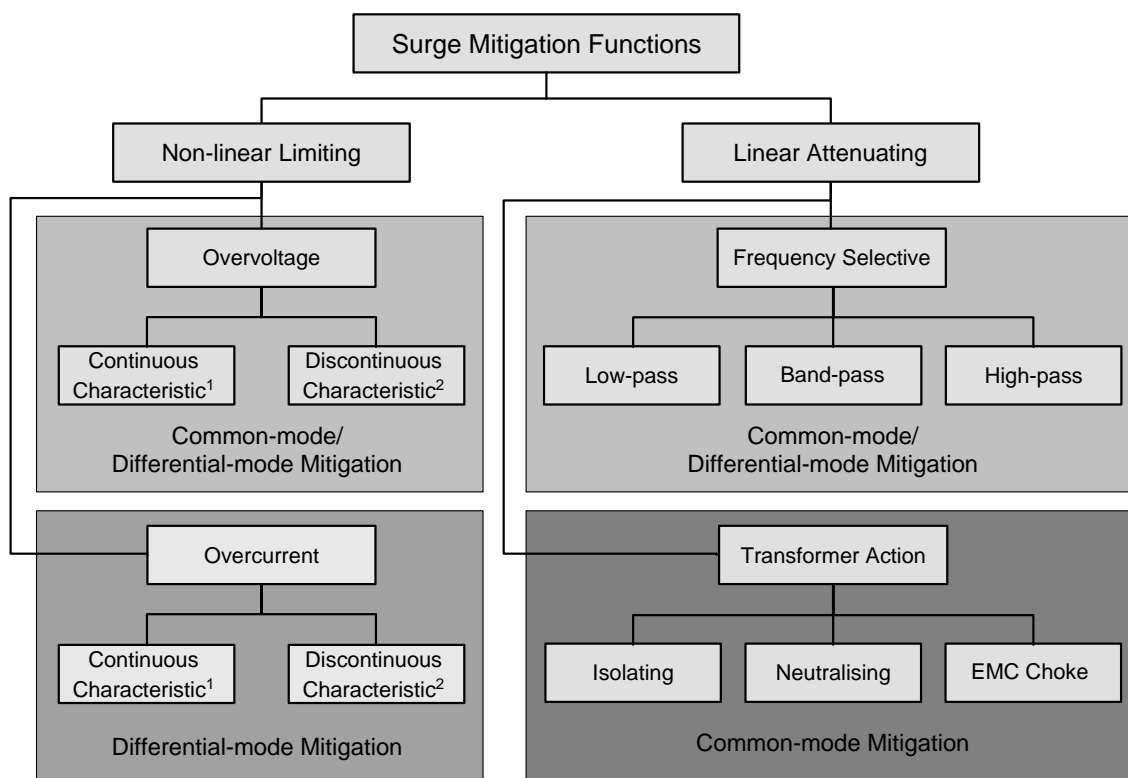 Surge Mitigation Functions
Non-linear Limiting
Linear Attenuating
Overvoltage
Continuous
Characteristic¹
Discontinuous
Characteristic²
Common-mode/
Differential-mode Mitigation
Frequency Selective
Low-pass
Band-pass
High-pass
Common-mode/
Differential-mode Mitigation
Overcurrent
Continuous
Characteristic¹
Discontinuous
Characteristic²
Differential-mode Mitigation
Transformer Action
Isolating
Neutralising
EMC Choke
Common-mode Mitigation